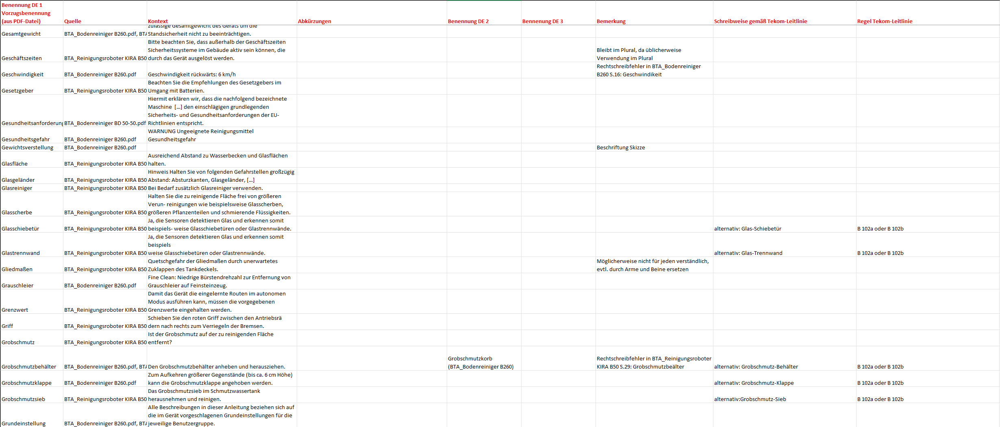 Benennung DE 1
Vorzugsbenennung
(aus PDF-Datei) Quelle Kontext Abkürzungen Benennung DE 2 Bennenung DE 3 Bemerkung Schreibweise gemäß Tekom-Leitlinie Regel Tekom-Leitlinie
zulässige Gesamtgewicht des Geräts um die
Gesamtgewicht BTA_Bodenreiniger B260.pdf, BTA Standsicherheit nicht zu beeinträchtigen.
Bitte beachten Sie, dass außerhalb der Geschäftszeiten
Sicherheitssysteme im Gebäude aktiv sein können, die Bleibt im Plural, da üblicherweise
Geschäftszeiten BTA_Reinigungsroboter KIRA B50 durch das Gerät ausgelöst werden. Verwendung im Plural
Rechtschreibfehler in BTA_Bodenreiniger
Geschwindigkeit BTA_Bodenreiniger B260.pdf Geschwindigkeit rückwärts: 6 km/h B260 S.16: Geschwindikeit
Beachten Sie die Empfehlungen des Gesetzgebers im
Gesetzgeber BTA_Reinigungsroboter KIRA B50 Umgang mit Batterien.
Hiermit erklären wir, dass die nachfolgend bezeichnete
Maschine [...] den einschlägigen grundlegenden
Sicherheits- und Gesundheitsanforderungen der EU-
Gesundheitsanforderung BTA_Bodenreiniger BD 50-50.pdf Richtlinien entspricht.
WARNUNG Ungeeignete Reinigungsmittel
Gesundheitsgefahr BTA_Bodenreiniger B260.pdf Gesundheitsgefahr
Gewichtsverstellung BTA_Bodenreiniger B260.pdf Beschriftung Skizze
Ausreichend Abstand zu Wasserbecken und Glasflächen
Glasfläche BTA_Reinigungsroboter KIRA B50 halten.
Hinweis Halten Sie von folgenden Gefahrstellen großzügig
Glasgeländer BTA_Reinigungsroboter KIRA B50 Abstand: Absturzkanten, Glasgeländer, [...]
Glasreiniger BTA_Reinigungsroboter KIRA B50 Bei Bedarf zusätzlich Glasreiniger verwenden.
Halten Sie die zu reinigende Fläche frei von größeren
Verun- reinigungen wie beispielsweise Glasscherben,
Glasscherbe BTA_Reinigungsroboter KIRA B50 größeren Pflanzenteilen und schmierende Flüssigkeiten.
Ja, die Sensoren detektieren Glas und erkennen somit
Glasschiebetür BTA_Reinigungsroboter KIRA B50 beispiels- weise Glasschiebetüren oder Glastrennwände. alternativ: Glas-Schiebetür B 102a oder B 102b
Ja, die Sensoren detektieren Glas und erkennen somit
beispiels
Glastrennwand BTA_Reinigungsroboter KIRA B50 weise Glasschiebetüren oder Glastrennwände. alternativ: Glas-Trennwand B 102a oder B 102b
Quetschgefahr der Gliedmaßen durch unerwartetes Möglicherweise nicht für jeden verständlich,
Gliedmaßen BTA_Reinigungsroboter KIRA B50 Zuklappen des Tankdeckels. evtl. durch Arme und Beine ersetzen
Fine Clean: Niedrige Bürstendrehzahl zur Entfernung von
Grauschleier BTA_Bodenreiniger B260.pdf Grauschleier auf Feinsteinzeug.
Damit das Gerät die eingelernte Routen im autonomen
Modus ausführen kann, müssen die vorgegebenen
Grenzwert BTA_Reinigungsroboter KIRA B50 Grenzwerte eingehalten werden.
Schieben Sie den roten Griff zwischen den Antriebsrä
Griff BTA_Reinigungsroboter KIRA B50 dern nach rechts zum Verriegeln der Bremsen.
Ist der Grobschmutz auf der zu reinigenden Fläche
Grobschmutz BTA_Reinigungsroboter KIRA B50 entfernt?
Grobschmutzkorb Rechtschreibfehler in BTA_Reinigungsroboter
Grobschmutzbehälter BTA_Bodenreiniger B260.pdf, BTA Den Grobschmutzbehälter anheben und herausziehen. (BTA_Bodenreiniger B260) KIRA B50 S.29: Grobschmutzbeälter alternativ: Grobschmutz-Behälter B 102a oder B 102b
Zum Aufkehren größerer Gegenstände (bis ca. 6 cm Höhe)
Grobschmutzklappe BTA_Bodenreiniger B260.pdf kann die Grobschmutzklappe angehoben werden. alternativ: Grobschmutz-Klappe B 102a oder B 102b
Das Grobschmutzsieb im Schmutzwassertank
Grobschmutzsieb BTA_Reinigungsroboter KIRA B50 herausnehmen und reinigen. alternativ:Grobschmutz-Sieb B 102a oder B 102b
Alle Beschreibungen in dieser Anleitung beziehen sich auf
die im Gerät vorgeschlagenen Grundeinstellungen für die
Grundeinstellung BTA_Bodenreiniger B260.pdf, BTA jeweilige Benutzergruppe.